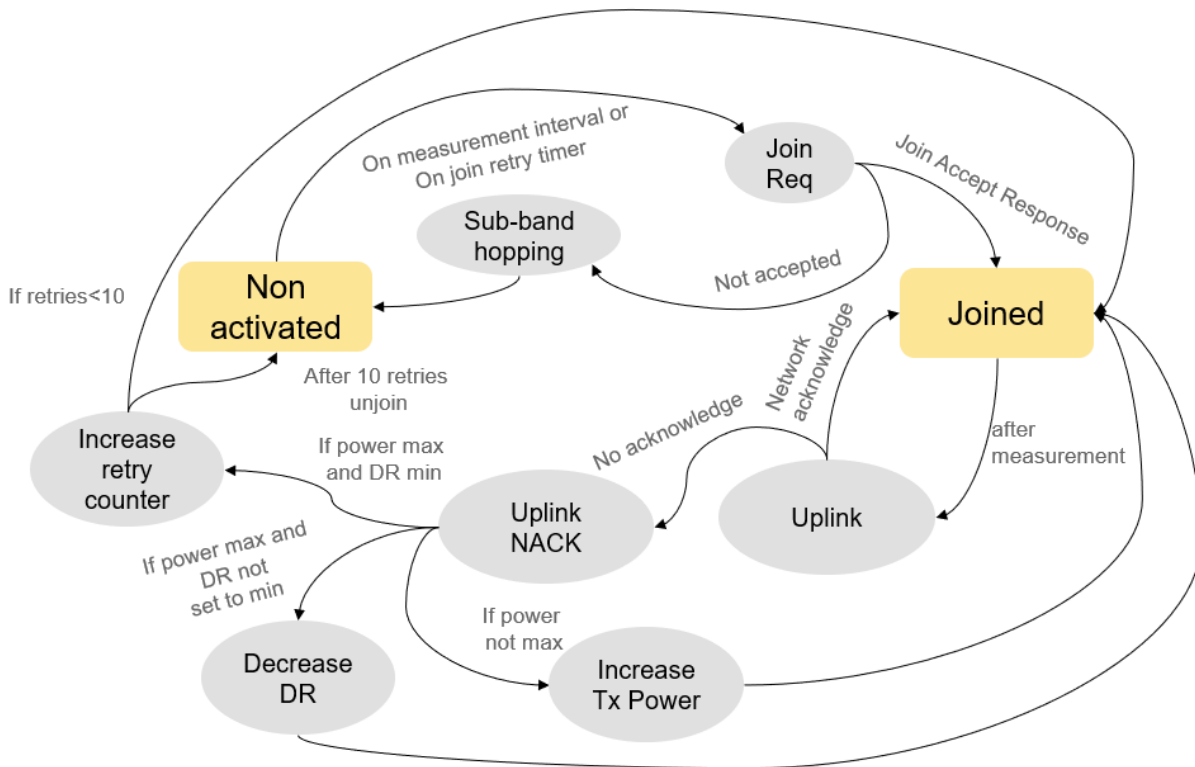 On measurement interval or
On join retry timer
Join
Req
Join Accept Response
Sub-band
hopping
Not accepted
If retries<10
Non
activated
Joined
After 10 retries
unjoin
Network
acknowledge
No acknowledge
after
measurement
Increase
retry
counter
If power max
and DR min
Uplink
NACK
Uplink
If power max and
DR not
set to min
If power
not max
Decrease
DR
Increase
Tx Power